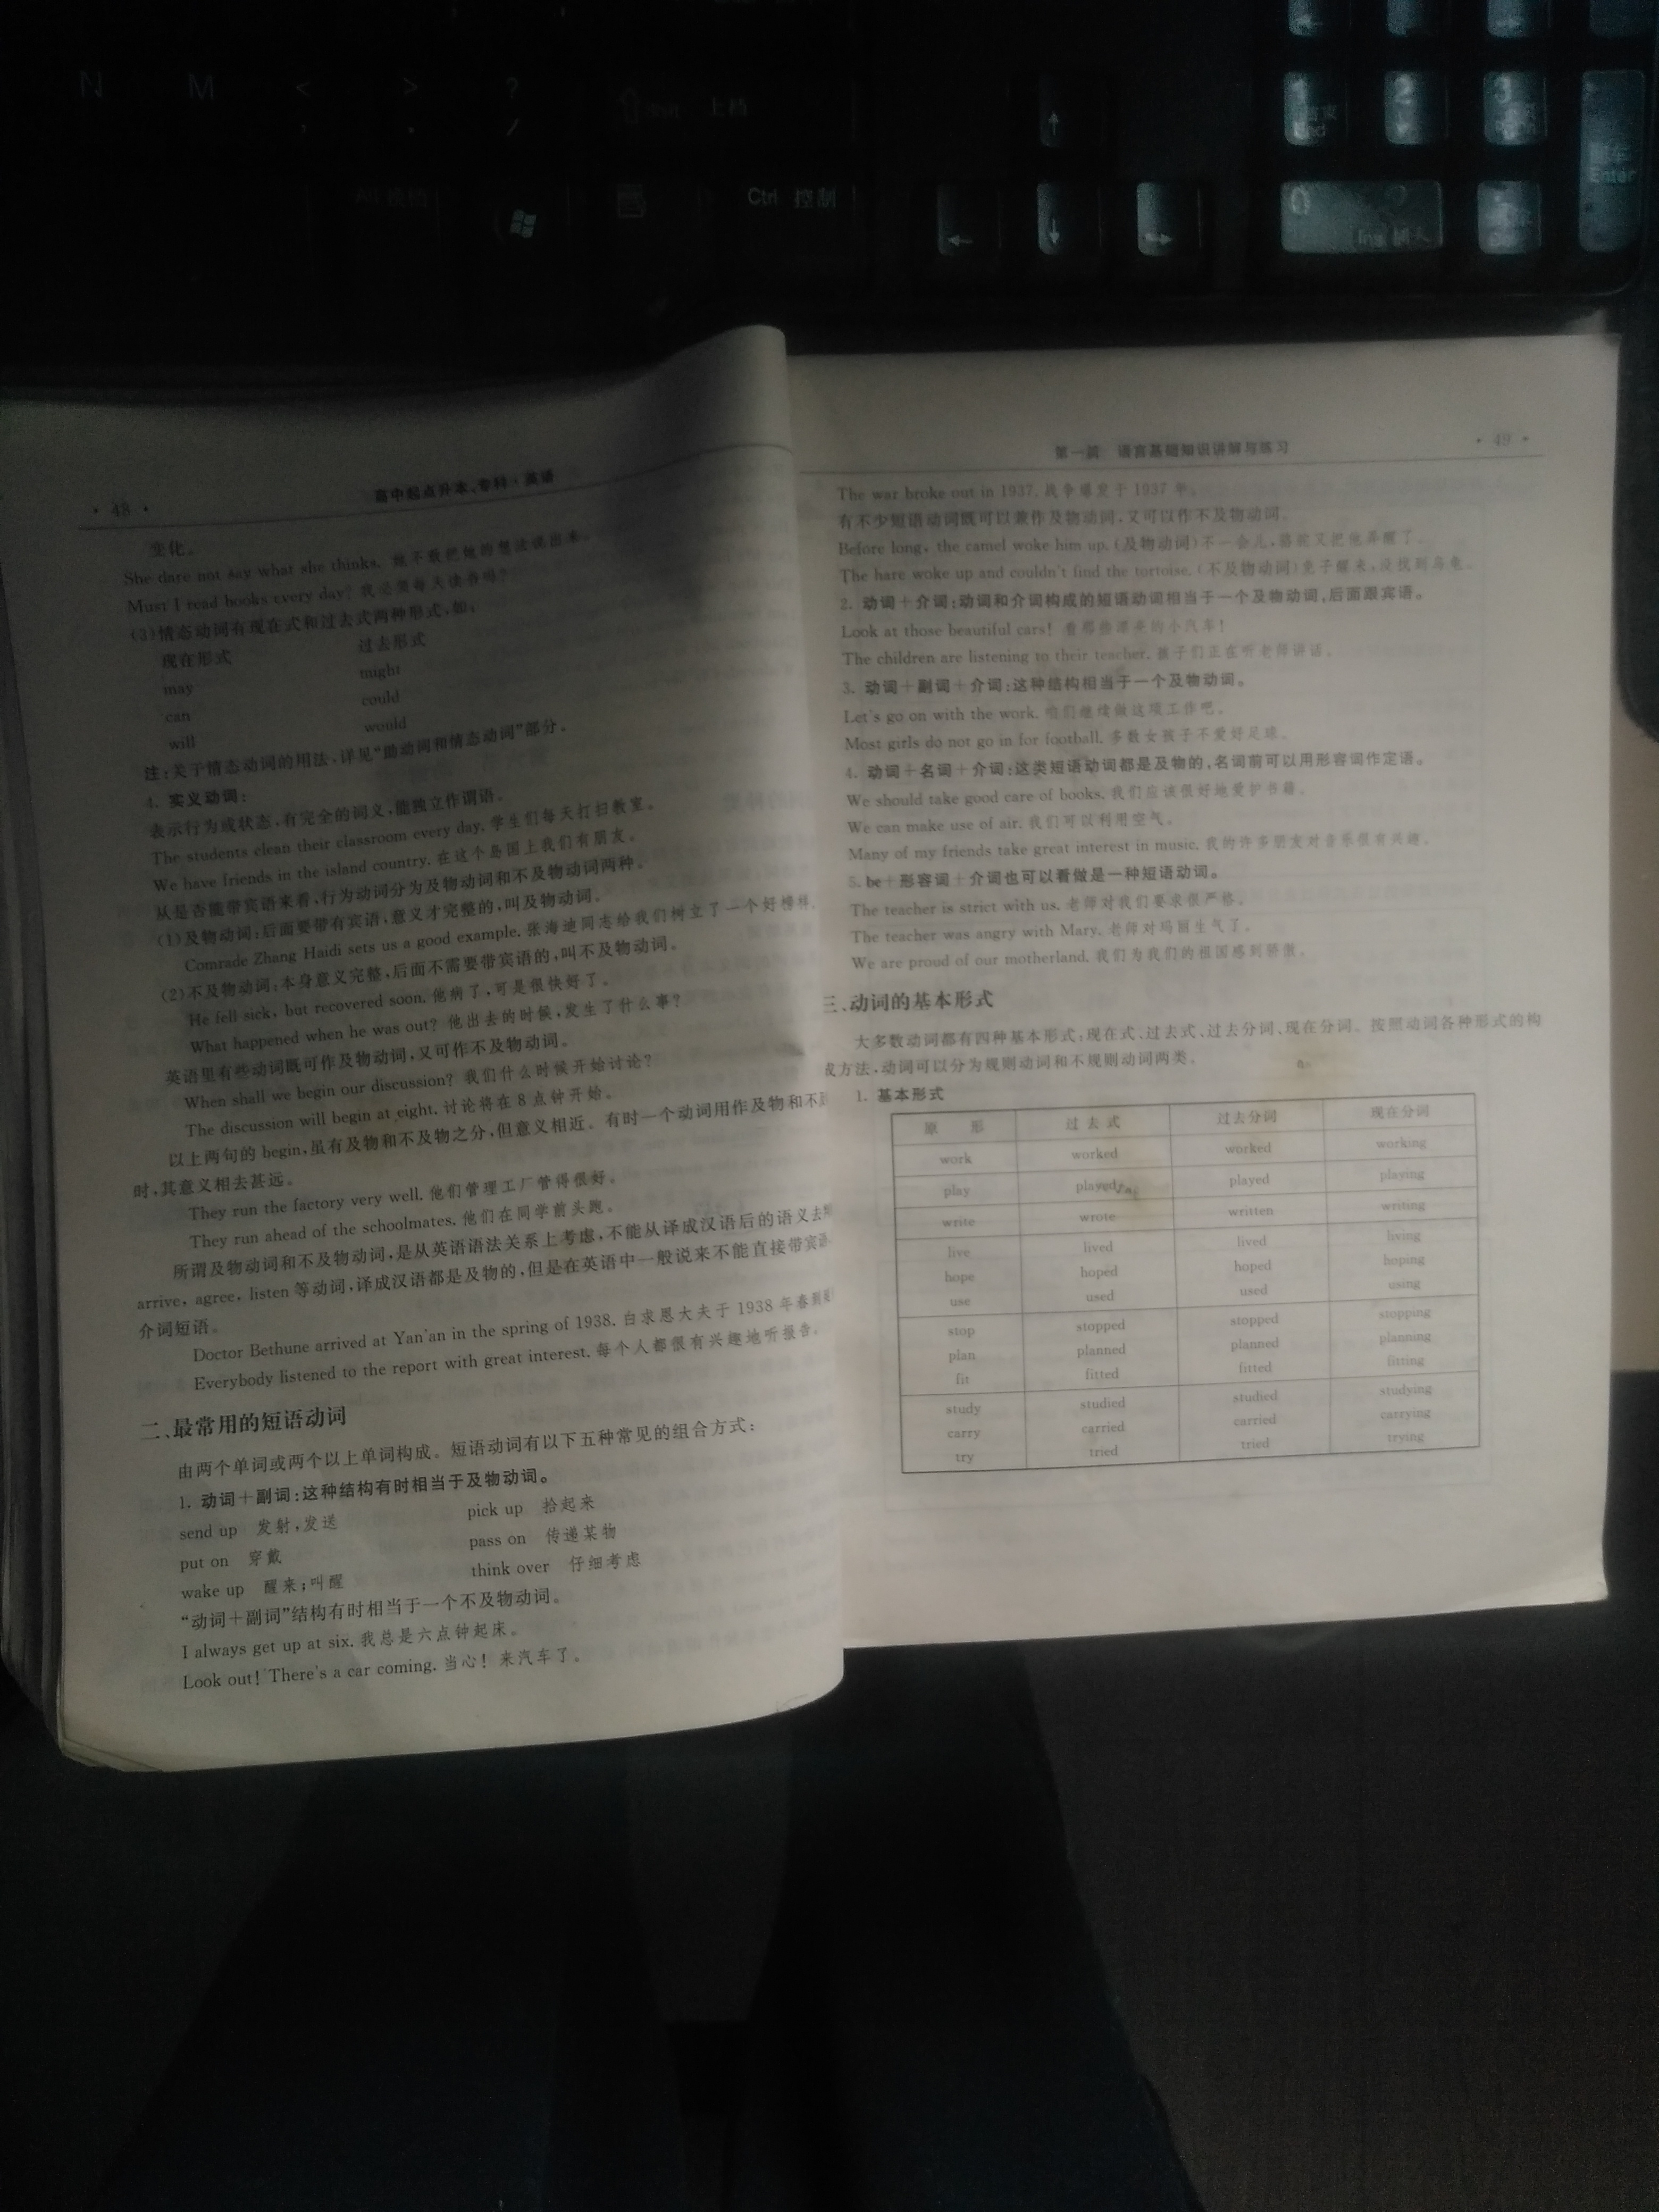 N M < > ?
, . /
上档
↑
1 2 3
Ctrl 控制
← ↓ →
0
Ins 插入
Enter
· 48 ·
高中起点升本、专科·英语
变化。
She dare not say what she thinks. 她不敢把她的想法说出来。
Must I read books every day? 我必须每天读书吗?
(3)情态动词有现在式和过去式两种形式,如:
现在形式 过去形式
may might
can could
will would
注:关于情态动词的用法,详见“助动词和情态动词”部分。
4. 实义动词:
表示行为或状态,有完全的词义,能独立作谓语。
The students clean their classroom every day. 学生们每天打扫教室。
We have friends in the island country. 在这个岛国上我们有朋友。
从是否能带宾语来看,行为动词分为及物动词和不及物动词两种。
(1)及物动词:后面要带有宾语,意义才完整的,叫及物动词。
Comrade Zhang Haidi sets us a good example. 张海迪同志给我们树立了一个好榜样。
(2)不及物动词:本身意义完整,后面不需要带宾语的,叫不及物动词。
He fell sick, but recovered soon. 他病了,可是很快好了。
What happened when he was out? 他出去的时候,发生了什么事?
英语里有些动词既可作及物动词,又可作不及物动词。
When shall we begin our discussion? 我们什么时候开始讨论?
The discussion will begin at eight. 讨论将在 8 点钟开始。
以上两句的 begin,虽有及物和不及物之分,但意义相近。有时一个动词用作及物和不及
时,其意义相去甚远。
They run the factory very well. 他们管理工厂管得很好。
They run ahead of the schoolmates. 他们在同学前头跑。
所谓及物动词和不及物动词,是从英语语法关系上考虑,不能从译成汉语后的语义去
arrive, agree, listen 等动词,译成汉语都是及物的,但是在英语中一般说来不能直接带宾语
介词短语。
Doctor Bethune arrived at Yan'an in the spring of 1938. 白求恩大夫于 1938 年春到
Everybody listened to the report with great interest. 每个人都很有兴趣地听报告。
二、最常用的短语动词
由两个单词或两个以上单词构成。短语动词有以下五种常见的组合方式:
1. 动词+副词:这种结构有时相当于及物动词。
send up 发射,发送 pick up 拾起来
put on 穿戴 pass on 传递某物
wake up 醒来;叫醒 think over 仔细考虑
“动词+副词”结构有时相当于一个不及物动词。
I always get up at six. 我总是六点钟起床。
Look out! There's a car coming. 当心! 来汽车了。
第一篇 语言基础知识讲解与练习
· 49 ·
The war broke out in 1937. 战争爆发于 1937 年。
有不少短语动词既可以兼作及物动词,又可以作不及物动词。
Before long, the camel woke him up. (及物动词)不一会儿,骆驼又把他弄醒了。
The hare woke up and couldn't find the tortoise. (不及物动词)兔子醒来,没找到乌龟。
2. 动词+介词:动词和介词构成的短语动词相当于一个及物动词,后面跟宾语。
Look at those beautiful cars! 看那些漂亮的小汽车!
The children are listening to their teacher. 孩子们正在听老师讲话。
3. 动词+副词+介词:这种结构相当于一个及物动词。
Let's go on with the work. 咱们继续做这项工作吧。
Most girls do not go in for football. 多数女孩子不爱好足球。
4. 动词+名词+介词:这类短语动词都是及物的,名词前可以用形容词作定语。
We should take good care of books. 我们应该很好地爱护书籍。
We can make use of air. 我们可以利用空气。
Many of my friends take great interest in music. 我的许多朋友对音乐很有兴趣。
5. be+形容词+介词也可以看做是一种短语动词。
The teacher is strict with us. 老师对我们要求很严格。
The teacher was angry with Mary. 老师对玛丽生气了。
We are proud of our motherland. 我们为我们的祖国感到骄傲。
三、动词的基本形式
大多数动词都有四种基本形式:现在式、过去式、过去分词、现在分词。按照动词各种形式的构
成方法,动词可以分为规则动词和不规则动词两类。
1. 基本形式
原 形 过 去 式 过去分词 现在分词
work worked worked working
play played played playing
write wrote written writing
live lived lived living
hope hoped hoped hoping
use used used using
stop stopped stopped stopping
plan planned planned planning
fit fitted fitted fitting
study studied studied studying
carry carried carried carrying
try tried tried trying